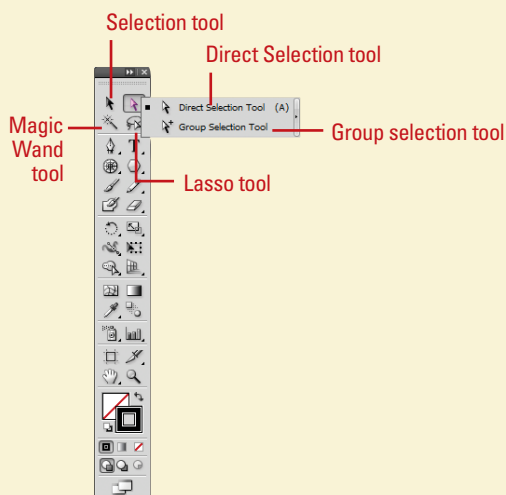 Selection tool
Direct Selection tool
Direct Selection Tool (A)
Group Selection Tool
Magic
Wand
tool
Group selection tool
Lasso tool
T